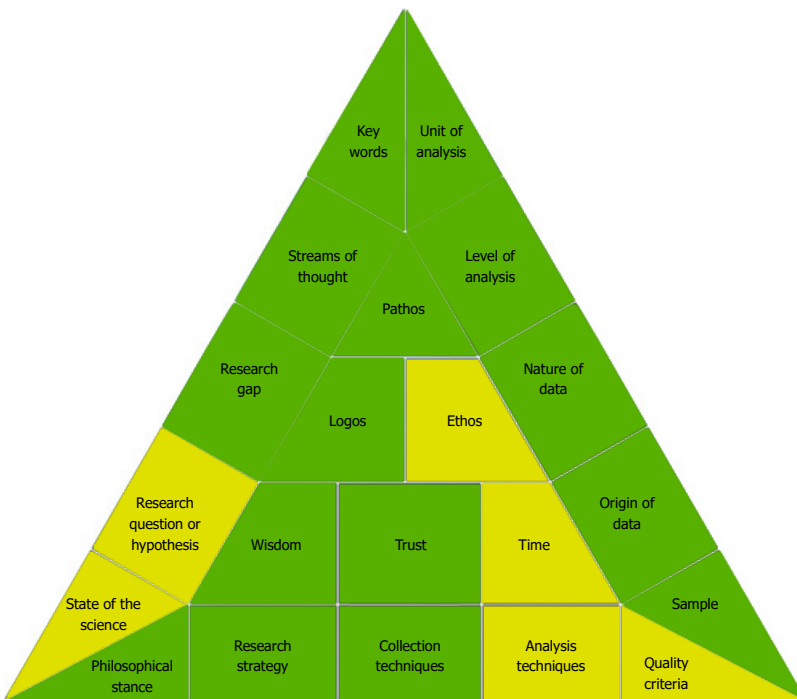 Key
words
Unit of
analysis
Streams of
thought
Level of
analysis
Pathos
Research
gap
Nature of
data
Logos
Ethos
Research
question or
hypothesis
Origin of
data
Wisdom
Trust
Time
State of the
science
Sample
Philosophical
stance
Research
strategy
Collection
techniques
Analysis
techniques
Quality
criteria